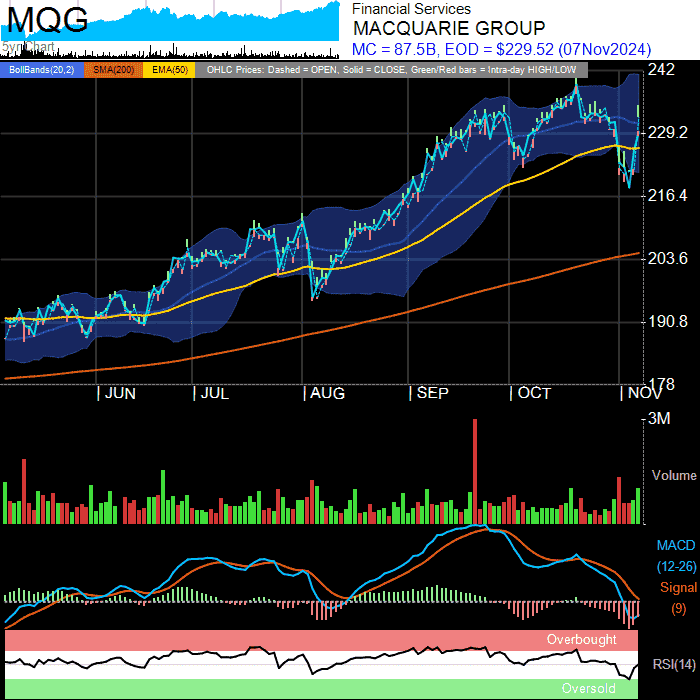 MQG
5yr Chart
Financial Services
MACQUARIE GROUP
MC = 87.5B, EOD = $229.52 (07Nov2024)
BollBands(20,2) SMA(200) EMA(50) OHLC Prices: Dashed = OPEN, Solid = CLOSE, Green/Red bars = Intra-day HIGH/LOW
242
229.2
216.4
203.6
190.8
178
JUN JUL AUG SEP OCT NOV
3M
Volume
MACD
(12-26)
Signal
(9)
Overbought
RSI(14)
Oversold